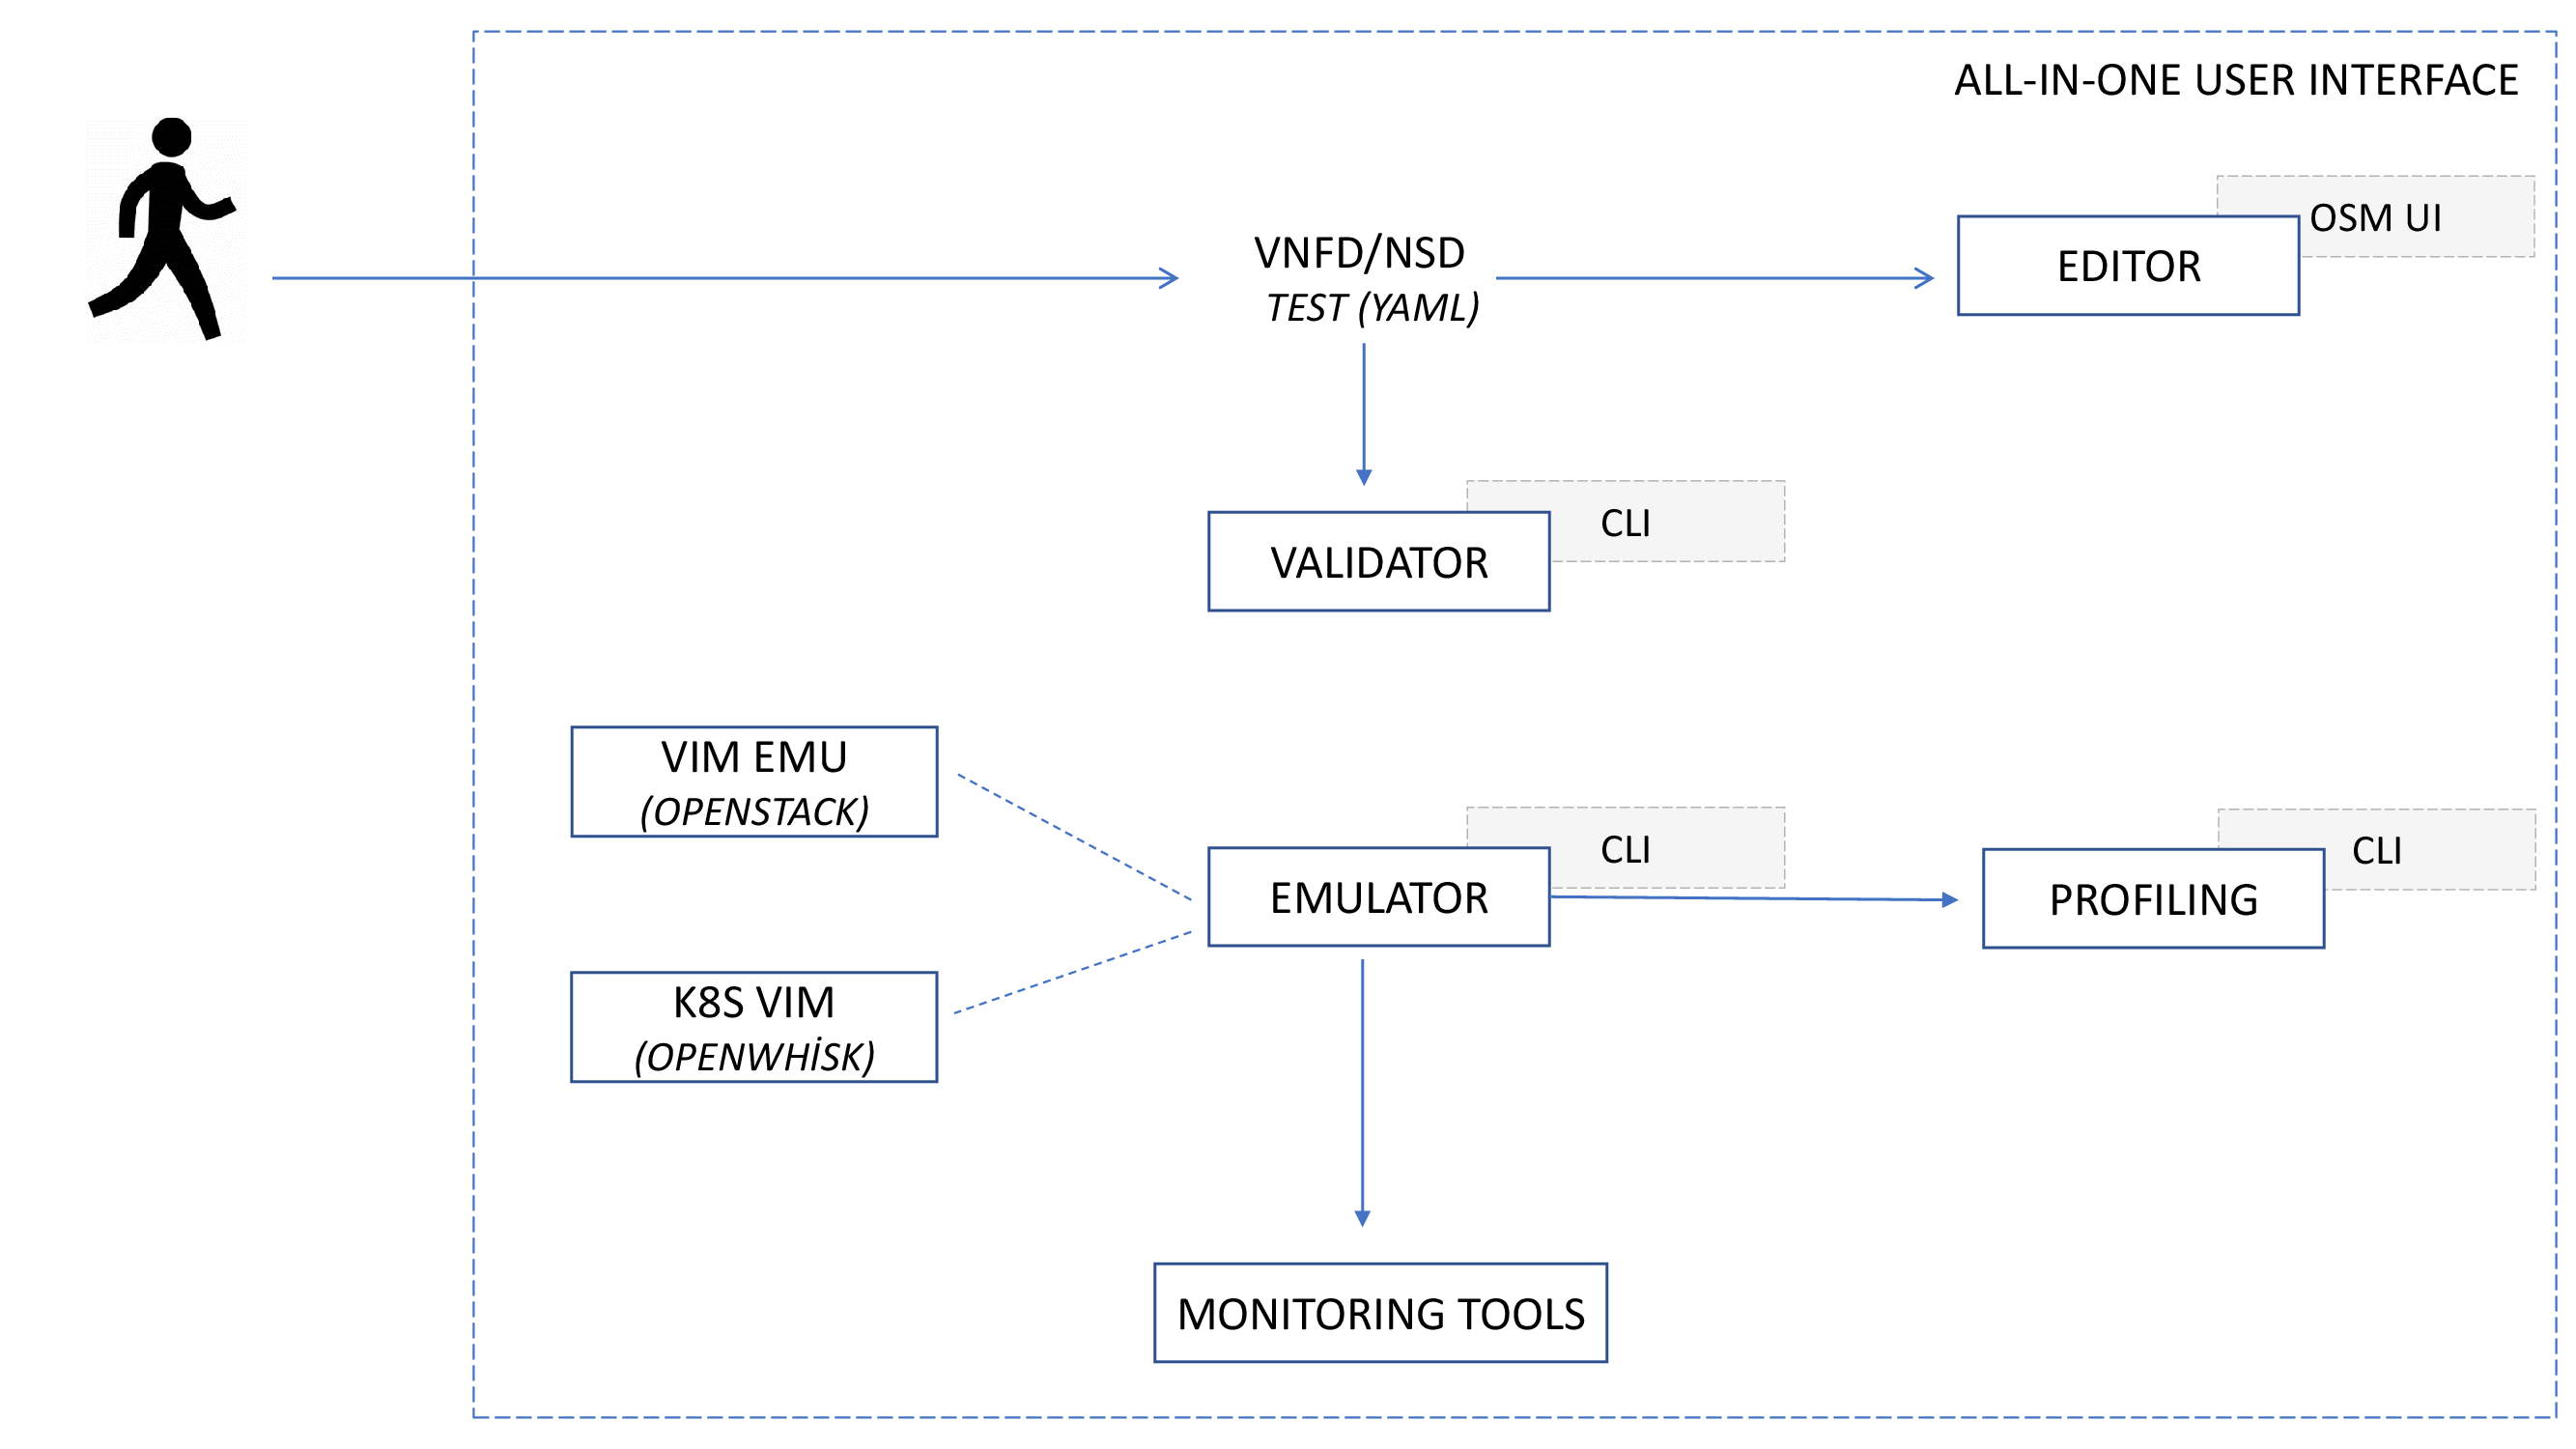 ALL-IN-ONE USER INTERFACE
OSM UI
VNFD/NSD
TEST (YAML)
EDITOR
CLI
VALIDATOR
VIM EMU
(OPENSTACK)
CLI
EMULATOR
CLI
PROFILING
K8S VIM
(OPENWHİSK)
MONITORING TOOLS